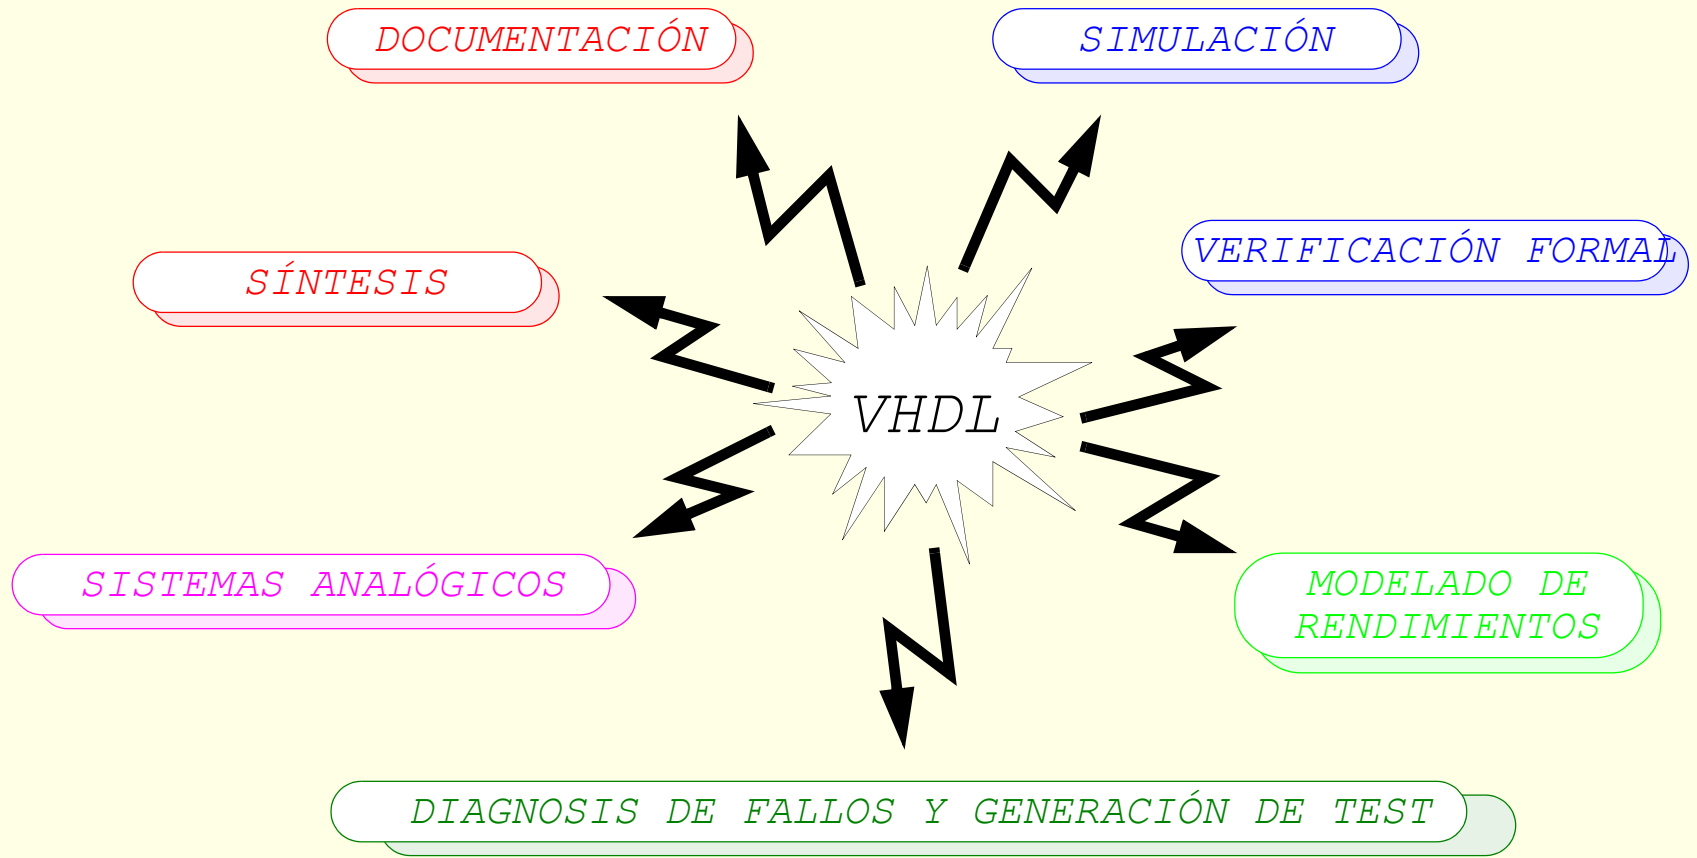 DOCUMENTACIÓN
SIMULACIÓN
VERIFICACIÓN FORMAL
SÍNTESIS
VHDL
SISTEMAS ANALÓGICOS
MODELADO DE
RENDIMIENTOS
DIAGNOSIS DE FALLOS Y GENERACIÓN DE TEST